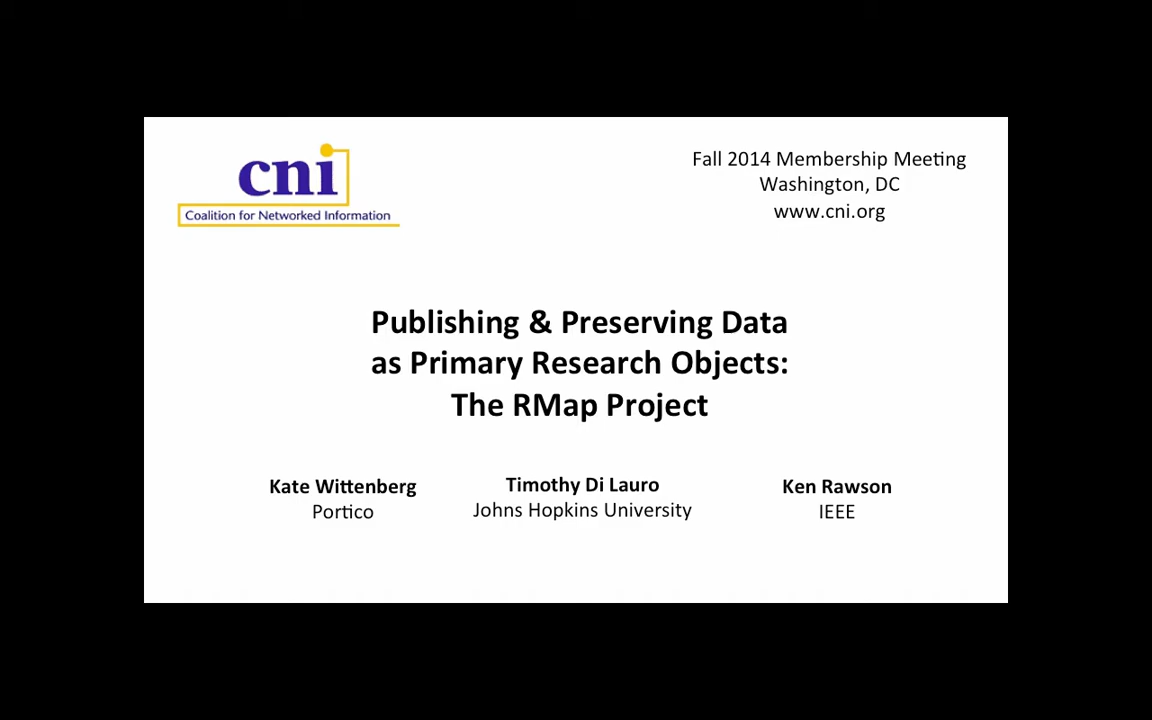 cni
Coalition for Networked Information
Fall 2014 Membership Meeting
Washington, DC
www.cni.org
Publishing & Preserving Data
as Primary Research Objects:
The RMap Project
Kate Wittenberg
Portico
Timothy Di Lauro
Johns Hopkins University
Ken Rawson
IEEE